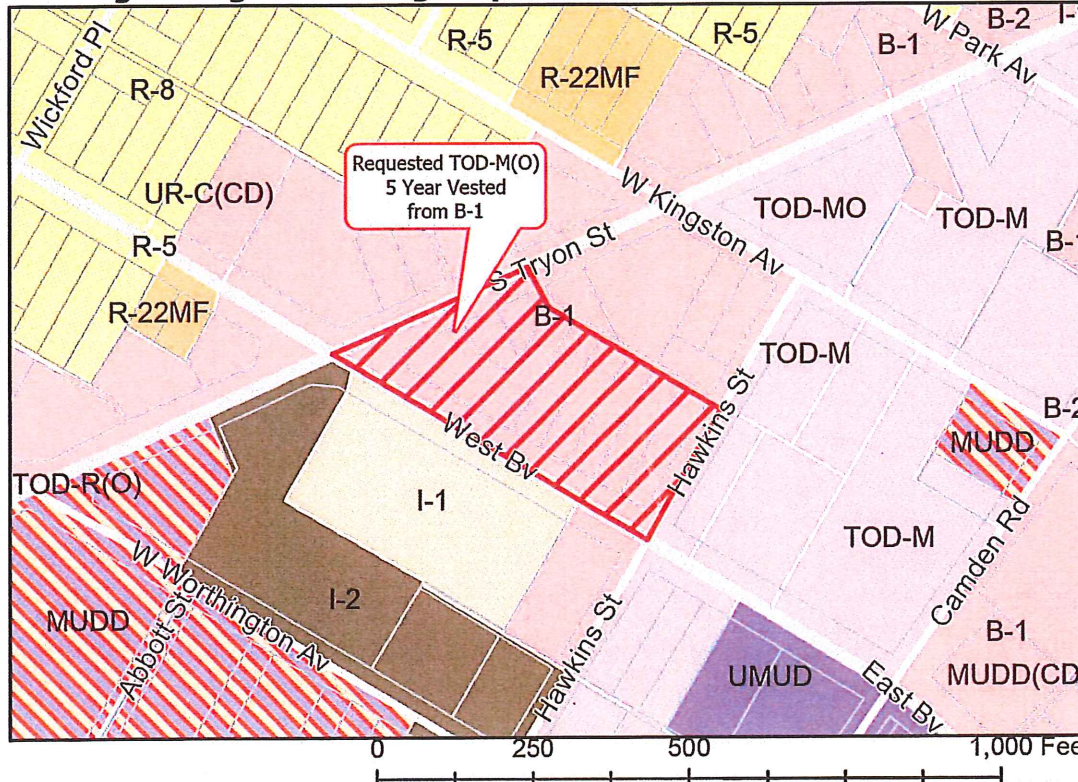 Wickford Pl
R-8
R-5
R-22MF
R-5
B-1
B-2
W Park Av
Requested TOD-M(O)
5 Year Vested
from B-1
UR-C(CD)
R-5
R-22MF
S Tryon St
W Kingston Av
TOD-MO
TOD-M
B-1
TOD-M
Hawkins St
B-2
MUDD
West Bv
TOD-R(O)
I-1
TOD-M
Camden Rd
W Worthington Av
I-2
MUDD
Abbott St
Hawkins St
UMUD
East Bv
B-1
MUDD(CD
0 250 500 1,000 Fee